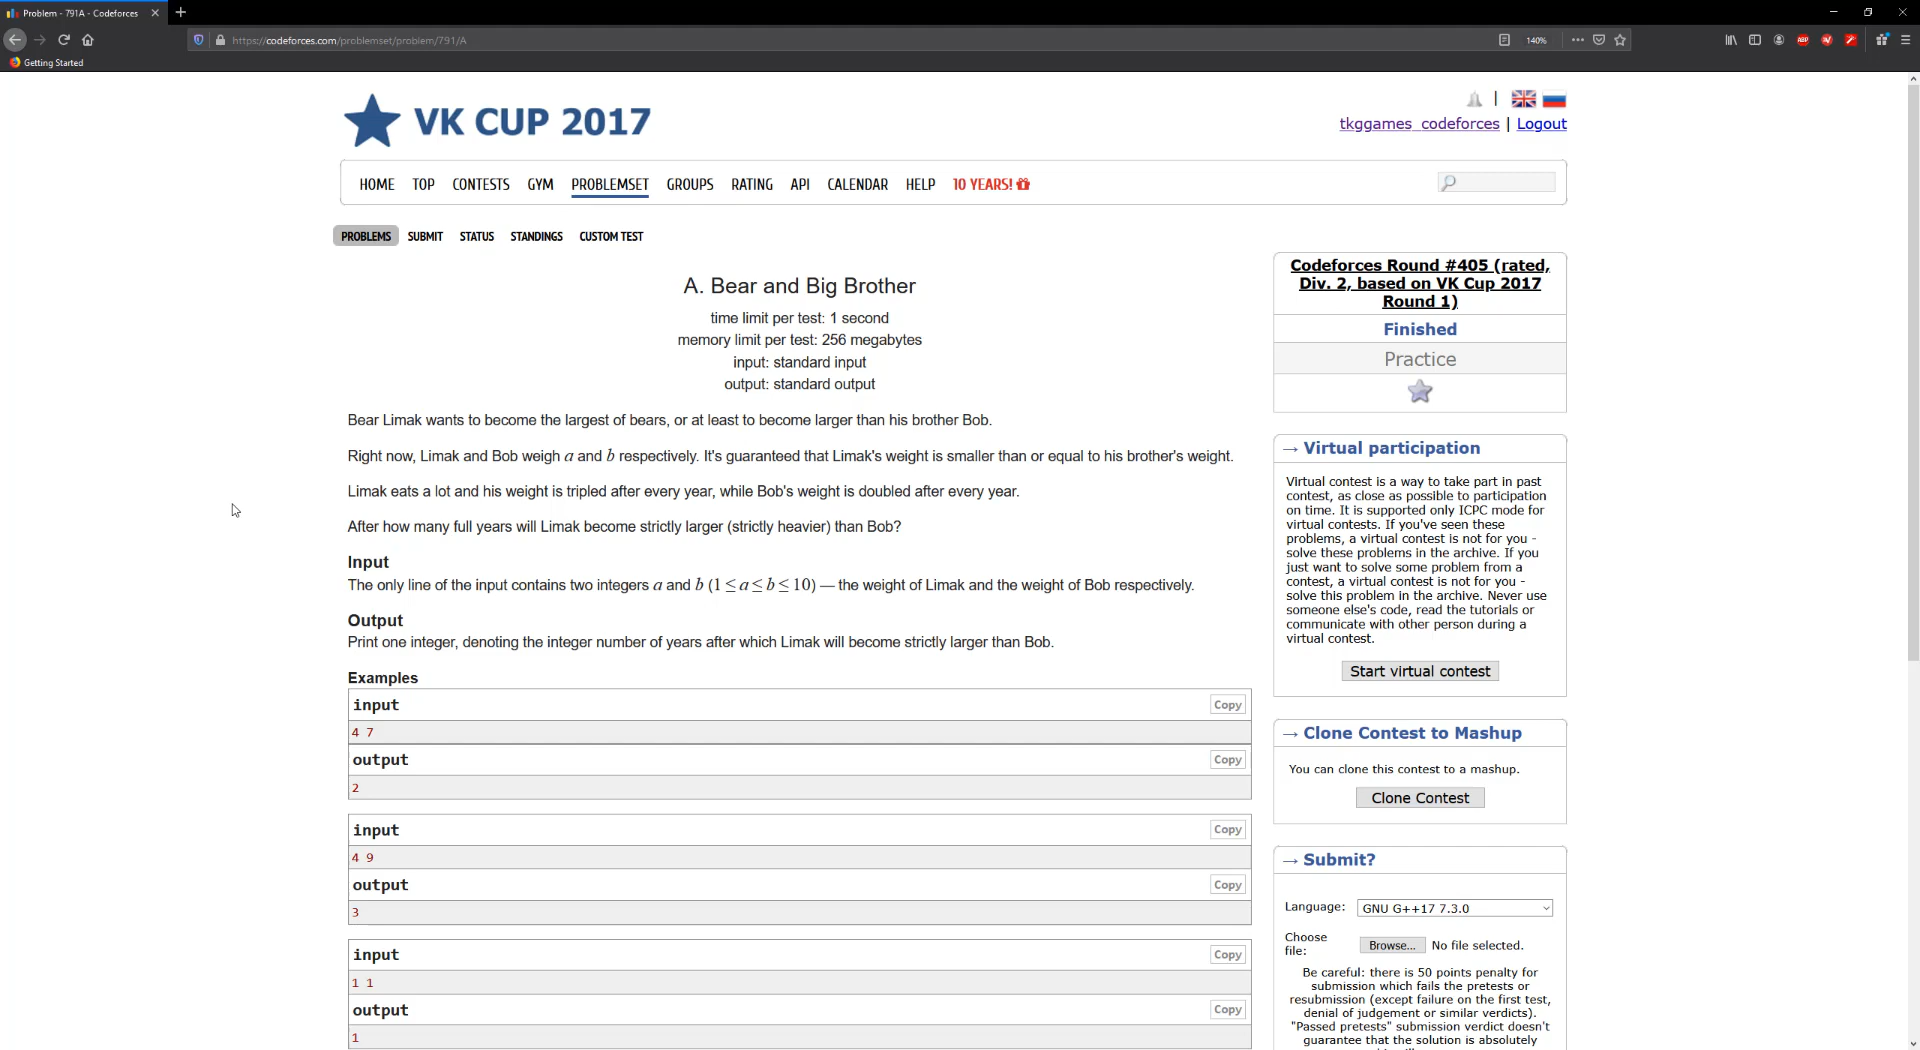 Problem - 791A - Codeforces
https://codeforces.com/problemset/problem/791/A
140%
ABP
Getting Started
VK CUP 2017
tkggames_codeforces | Logout
HOME TOP CONTESTS GYM PROBLEMSET GROUPS RATING API CALENDAR HELP 10 YEARS!
PROBLEMS SUBMIT STATUS STANDINGS CUSTOM TEST
A. Bear and Big Brother
time limit per test: 1 second
memory limit per test: 256 megabytes
input: standard input
output: standard output
Bear Limak wants to become the largest of bears, or at least to become larger than his brother Bob.
Right now, Limak and Bob weigh a and b respectively. It's guaranteed that Limak's weight is smaller than or equal to his brother's weight.
Limak eats a lot and his weight is tripled after every year, while Bob's weight is doubled after every year.
After how many full years will Limak become strictly larger (strictly heavier) than Bob?
Input
The only line of the input contains two integers a and b (1 ≤ a ≤ b ≤ 10) — the weight of Limak and the weight of Bob respectively.
Output
Print one integer, denoting the integer number of years after which Limak will become strictly larger than Bob.
Examples
input Copy
4 7
output Copy
2
input Copy
4 9
output Copy
3
input Copy
1 1
output Copy
1
Codeforces Round #405 (rated,
Div. 2, based on VK Cup 2017
Round 1)
Finished
Practice
→ Virtual participation
Virtual contest is a way to take part in past
contest, as close as possible to participation
on time. It is supported only ICPC mode for
virtual contests. If you've seen these
problems, a virtual contest is not for you -
solve these problems in the archive. If you
just want to solve some problem from a
contest, a virtual contest is not for you -
solve this problem in the archive. Never use
someone else's code, read the tutorials or
communicate with other person during a
virtual contest.
Start virtual contest
→ Clone Contest to Mashup
You can clone this contest to a mashup.
Clone Contest
→ Submit?
Language: GNU G++17 7.3.0
Choose
file: Browse... No file selected.
Be careful: there is 50 points penalty for
submission which fails the pretests or
resubmission (except failure on the first test,
denial of judgement or similar verdicts).
"Passed pretests" submission verdict doesn't
guarantee that the solution is absolutely